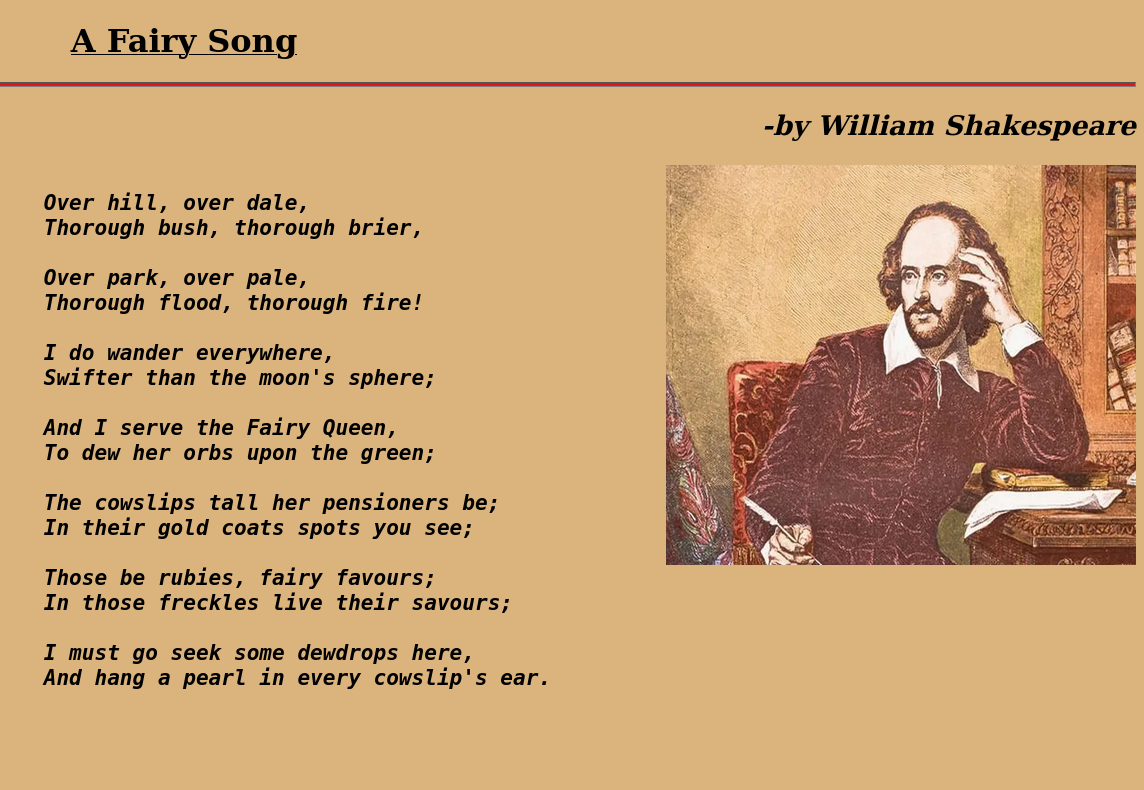 A Fairy Song
-by William Shakespeare
Over hill, over dale,
Thorough bush, thorough brier,
Over park, over pale,
Thorough flood, thorough fire!
I do wander everywhere,
Swifter than the moon's sphere;
And I serve the Fairy Queen,
To dew her orbs upon the green;
The cowslips tall her pensioners be;
In their gold coats spots you see;
Those be rubies, fairy favours;
In those freckles live their savours;
I must go seek some dewdrops here,
And hang a pearl in every cowslip's ear.